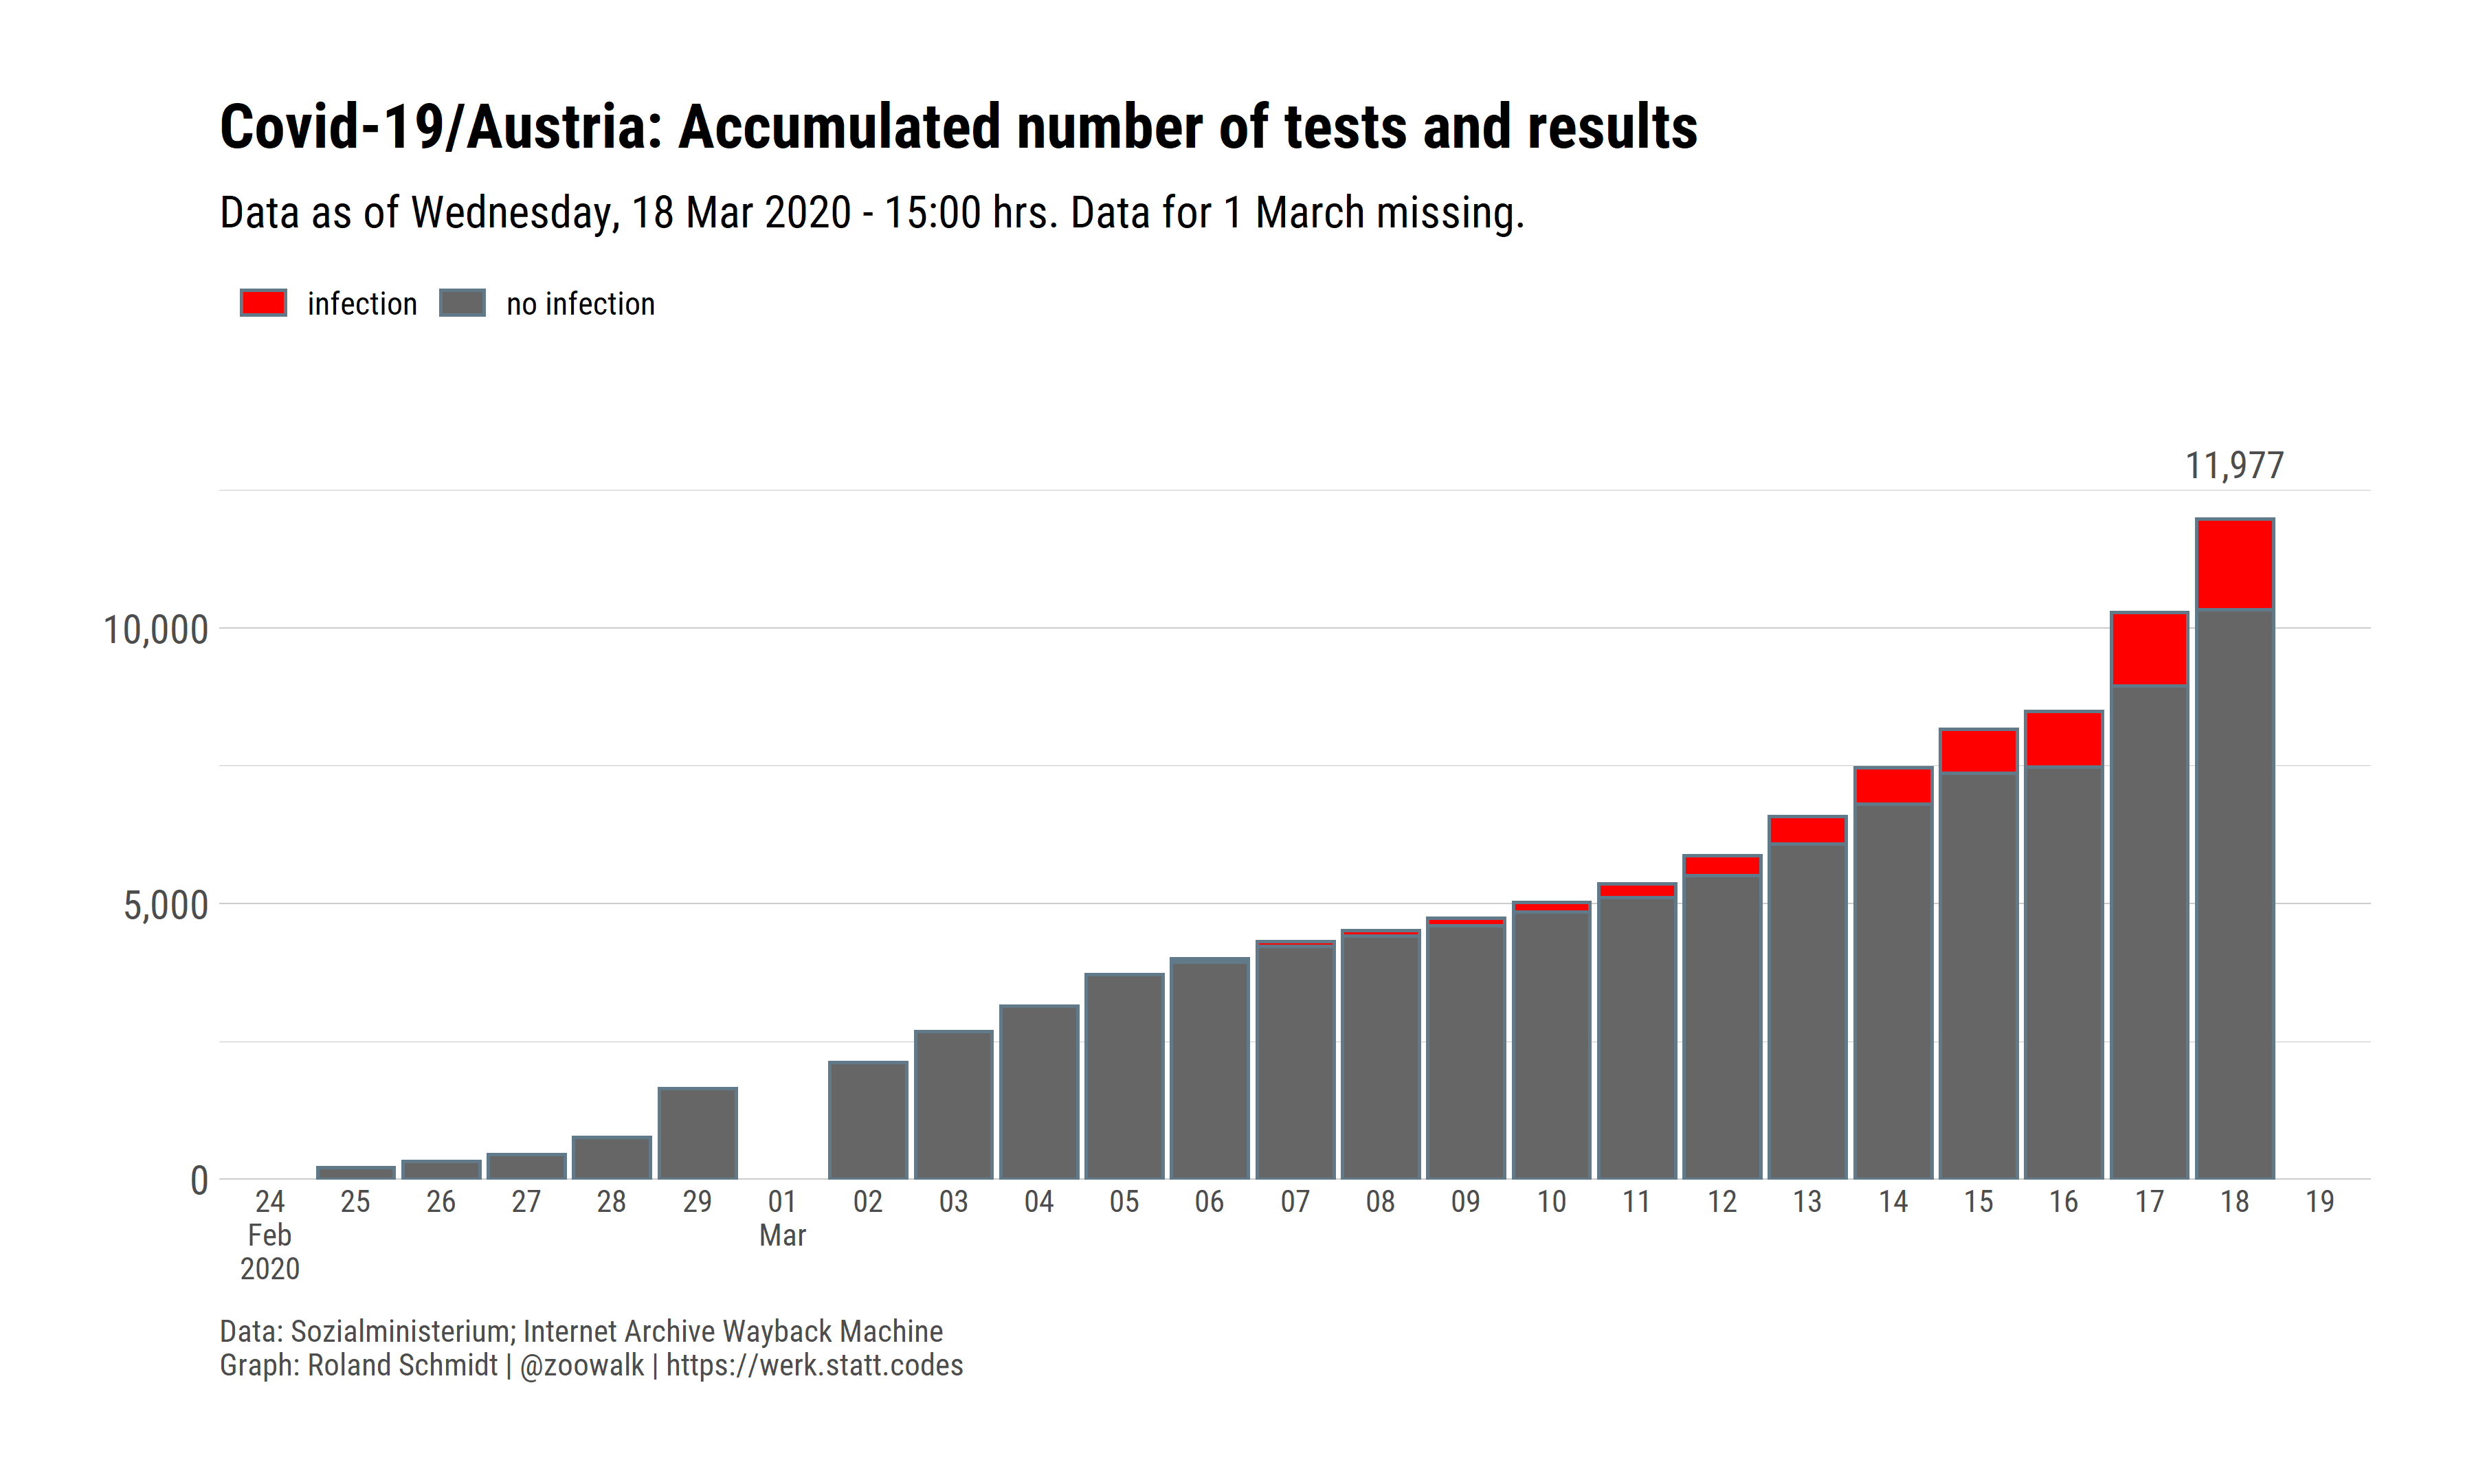 Covid-19/Austria: Accumulated number of tests and results
Data as of Wednesday, 18 Mar 2020 - 15:00 hrs. Data for 1 March missing.
infection no infection
11,977
10,000
5,000
0
24 25 26 27 28 29 01 02 03 04 05 06 07 08 09 10 11 12 13 14 15 16 17 18 19
Feb Mar
2020
Data: Sozialministerium; Internet Archive Wayback Machine
Graph: Roland Schmidt | @zoowalk | https://werk.statt.codes